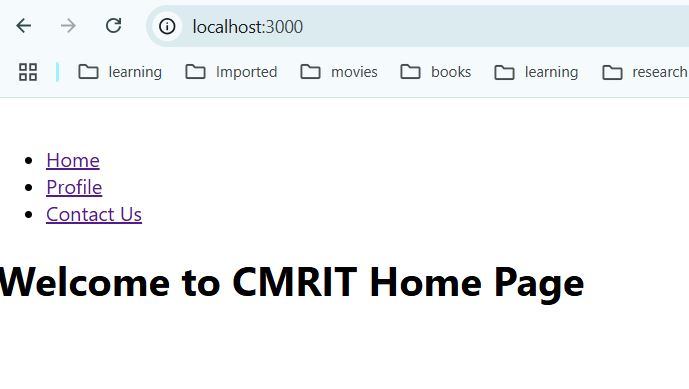 localhost:3000
learning Imported movies books learning research
Home
Profile
Contact Us
Welcome to CMRIT Home Page